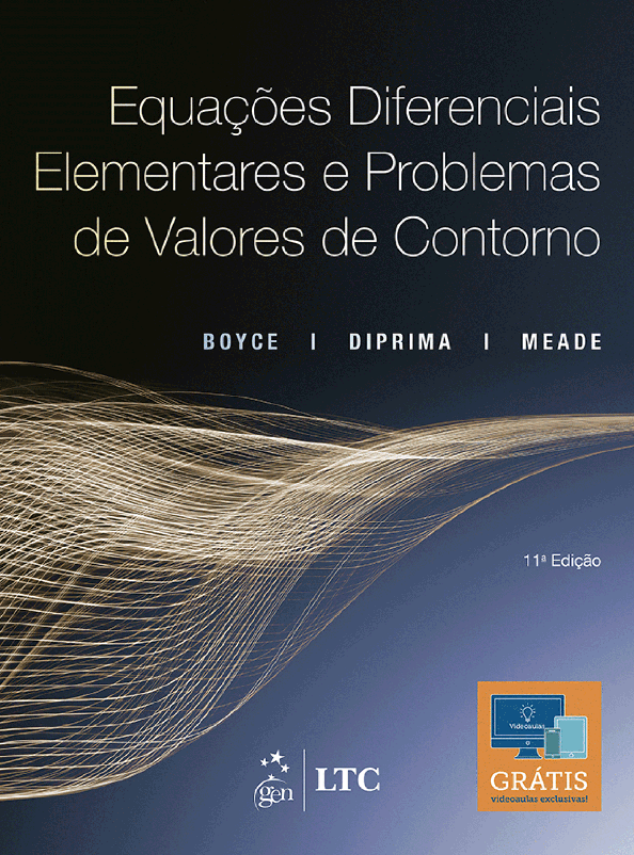 Equações Diferenciais
Elementares e Problemas
de Valores de Contorno
BOYCE | DIPRIMA | MEADE
11ª Edição
Videoaulas
GRÁTIS
videoaulas exclusivas!
gen | LTC